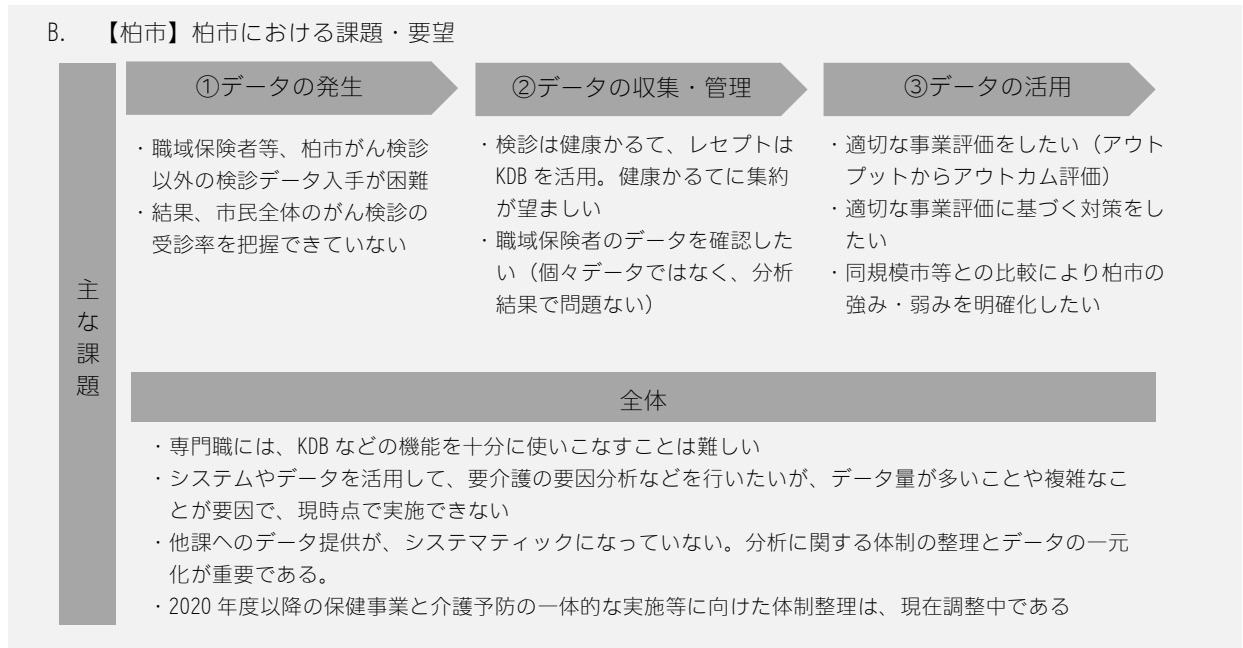 B. 【柏市】柏市における課題・要望
主な課題
①データの発生
・職域保険者等、柏市がん検診
以外の検診データ入手が困難
・結果、市民全体のがん検診の
受診率を把握できていない
②データの収集・管理
・検診は健康かるて、レセプトは
KDBを活用。健康かるてに集約
が望ましい
・職域保険者のデータを確認した
い（個々データではなく、分析
結果で問題ない）
③データの活用
・適切な事業評価をしたい（アウト
プットからアウトカム評価）
・適切な事業評価に基づく対策をし
たい
・同規模市等との比較により柏市の
強み・弱みを明確化したい
全体
・専門職には、KDBなどの機能を十分に使いこなすことは難しい
・システムやデータを活用して、要介護の要因分析などを行いたいが、データ量が多いことや複雑なこ
とが要因で、現時点で実施できない
・他課へのデータ提供が、システマティックになっていない。分析に関する体制の整理とデータの一元
化が重要である。
・2020年度以降の保健事業と介護予防の一体的な実施等に向けた体制整理は、現在調整中である